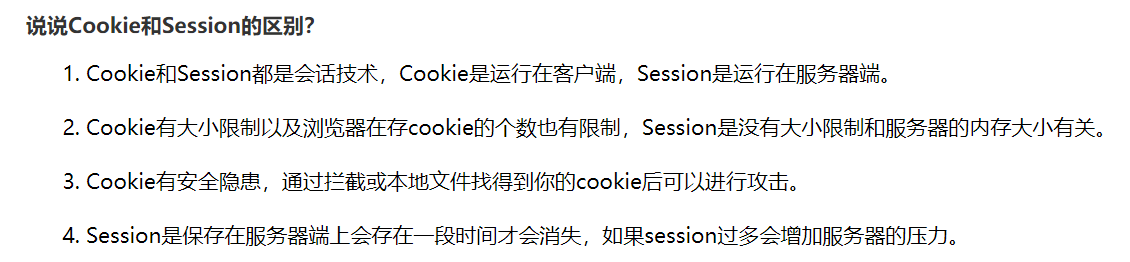 说说Cookie和Session的区别？
1. Cookie和Session都是会话技术，Cookie是运行在客户端，Session是运行在服务器端。
2. Cookie有大小限制以及浏览器在存cookie的个数也有限制，Session是没有大小限制和服务器的内存大小有关。
3. Cookie有安全隐患，通过拦截或本地文件找得到你的cookie后可以进行攻击。
4. Session是保存在服务器端上会存在一段时间才会消失，如果session过多会增加服务器的压力。